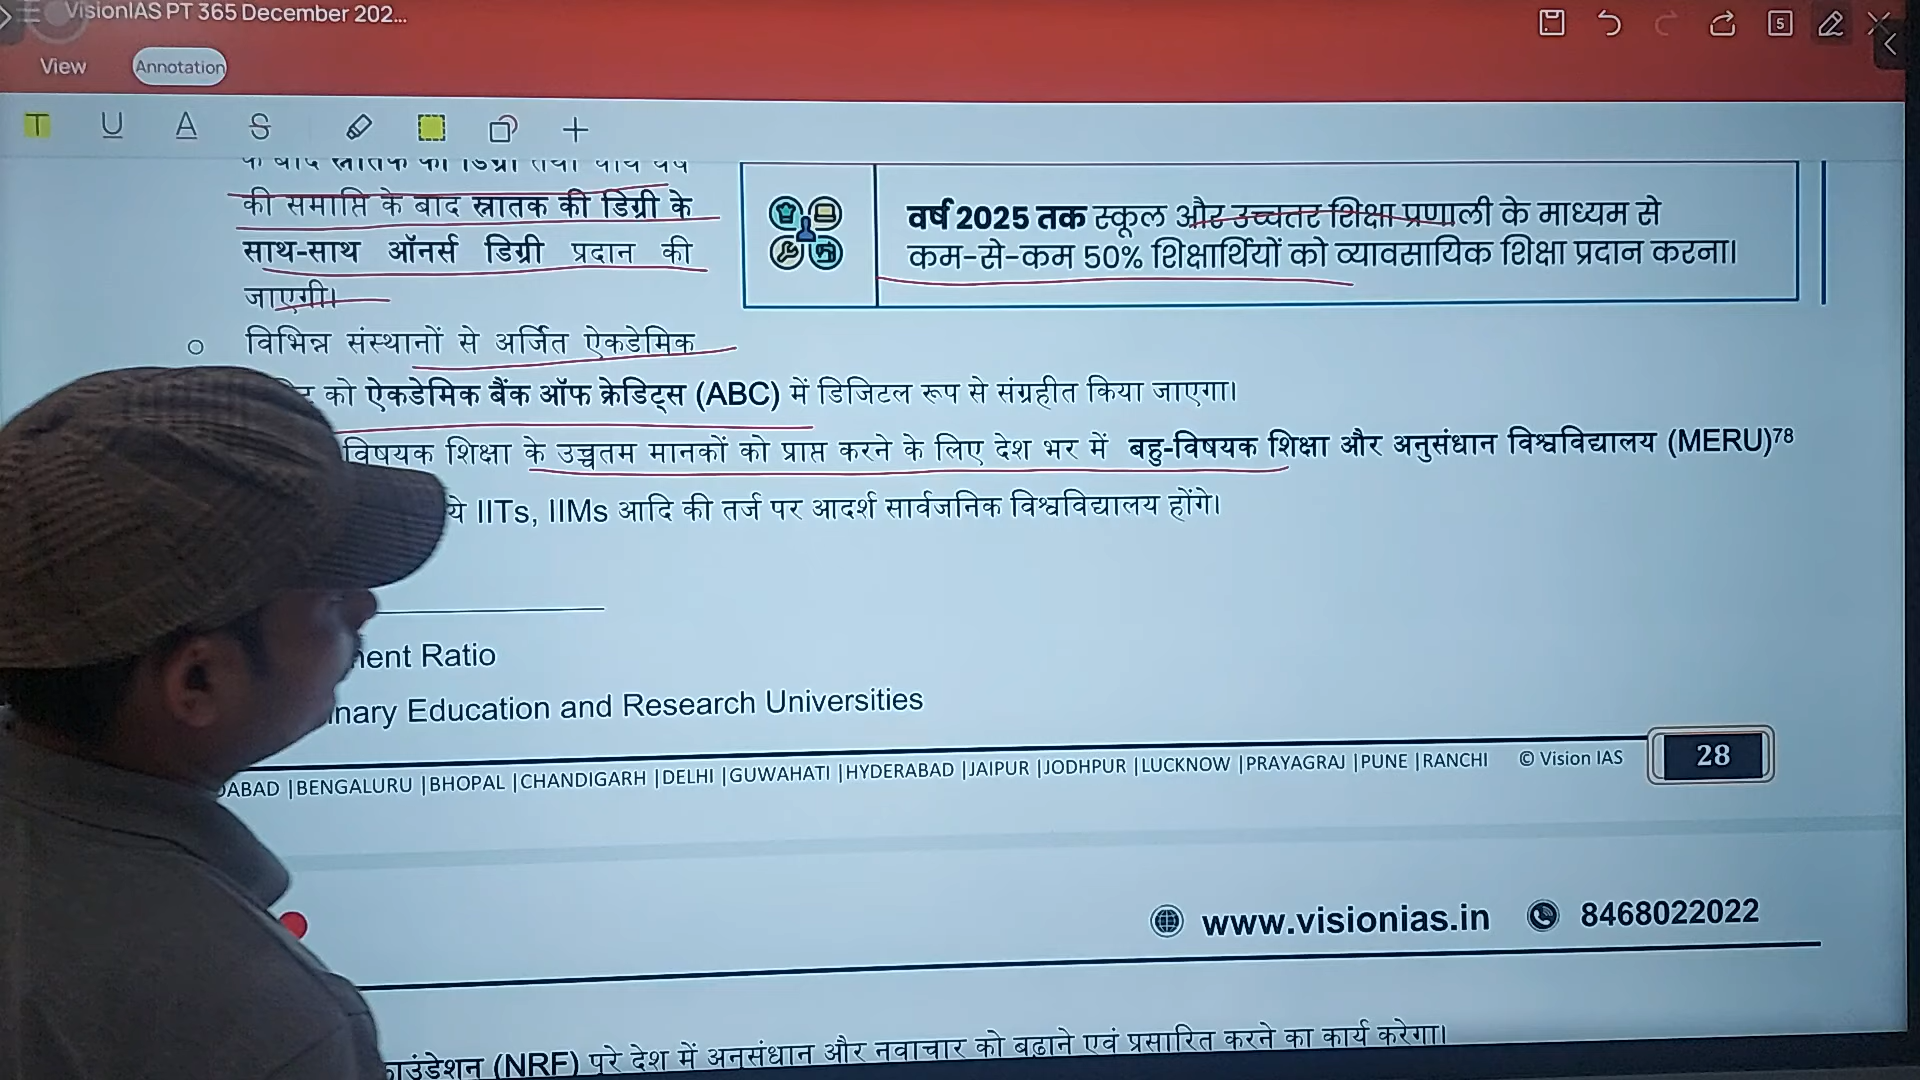 VisionIAS PT 365 December 202...
5
View
Annotation
T U A S
की समाप्ति के बाद स्नातक की डिग्री के
साथ-साथ ऑनर्स डिग्री प्रदान की
जाएगी।
वर्ष 2025 तक स्कूल और उच्चतर शिक्षा प्रणाली के माध्यम से
कम-से-कम 50% शिक्षार्थियों को व्यावसायिक शिक्षा प्रदान करना।
विभिन्न संस्थानों से अर्जित ऐकडेमिक
को ऐकडेमिक बैंक ऑफ क्रेडिट्स (ABC) में डिजिटल रूप से संग्रहीत किया जाएगा।
विषयक शिक्षा के उच्चतम मानकों को प्राप्त करने के लिए देश भर में बहु-विषयक शिक्षा और अनुसंधान विश्वविद्यालय (MERU)78
ये IITs, IIMs आदि की तर्ज पर आदर्श सार्वजनिक विश्वविद्यालय होंगे।
Ratio
Education and Research Universities
|BENGALURU |BHOPAL |CHANDIGARH |DELHI |GUWAHATI |HYDERABAD |JAIPUR |JODHPUR |LUCKNOW |PRAYAGRAJ |PUNE |RANCHI © Vision IAS
28
www.visionias.in 8468022022
(NRF) पूरे देश में अनुसंधान और नवाचार को बढ़ाने एवं प्रसारित करने का कार्य करेगा।